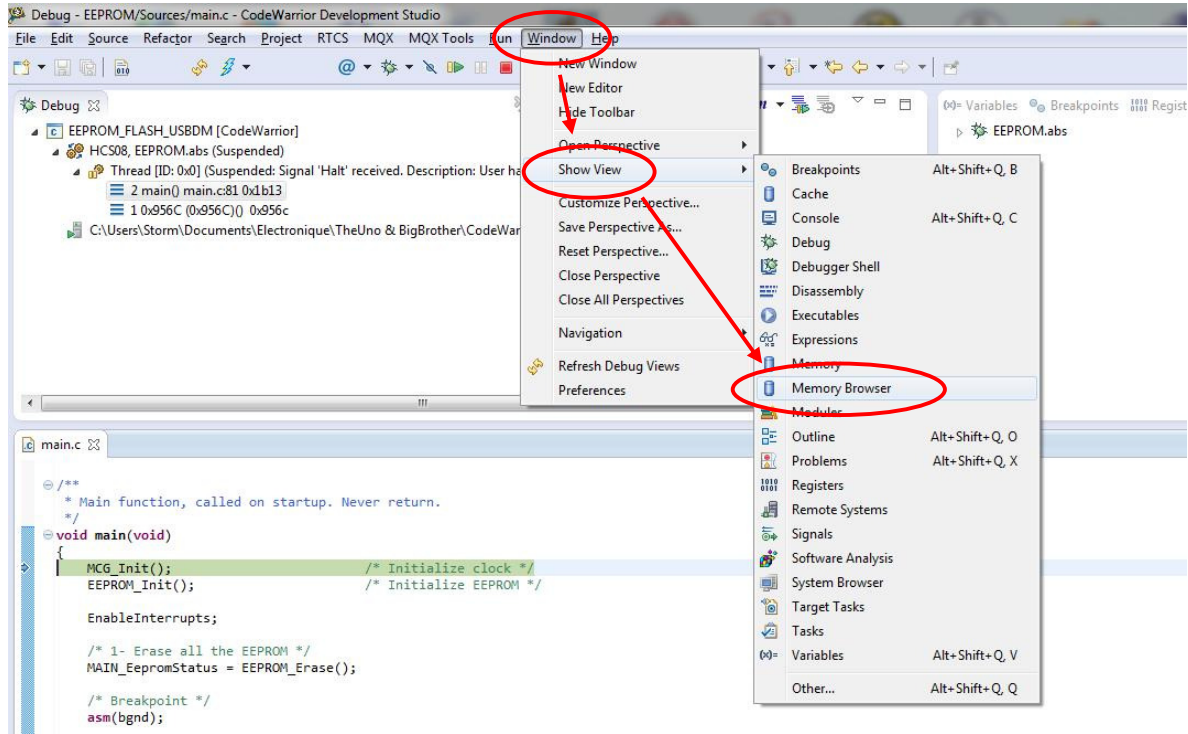 Debug - EEPROM/Sources/main.c - CodeWarrior Development Studio
File Edit Source Refactor Search Project RTCS MQX MQX Tools Run Window Help
Debug
EEPROM_FLASH_USBDM [CodeWarrior]
HCS08, EEPROM.abs (Suspended)
Thread [ID: 0x0] (Suspended: Signal 'Halt' received. Description: User ha
2 main() main.c:81 0x1b13
1 0x956C (0x956C)() 0x956c
C:\Users\Storm\Documents\Electronique\TheUno & BigBrother\CodeWar
New Window
New Editor
Hide Toolbar
Open Perspective
Show View
Customize Perspective...
Save Perspective As...
Reset Perspective...
Close Perspective
Close All Perspectives
Navigation
Refresh Debug Views
Preferences
(x)= Variables Breakpoints Regist
EEPROM.abs
Breakpoints Alt+Shift+Q, B
Cache
Console Alt+Shift+Q, C
Debug
Debugger Shell
Disassembly
Executables
Expressions
Memory
Memory Browser
Modules
Outline Alt+Shift+Q, O
Problems Alt+Shift+Q, X
Registers
Remote Systems
Signals
Software Analysis
System Browser
Target Tasks
Tasks
(x)= Variables Alt+Shift+Q, V
Other... Alt+Shift+Q, Q
main.c
/**
* Main function, called on startup. Never return.
*/
void main(void)
{
MCG_Init(); /* Initialize clock */
EEPROM_Init(); /* Initialize EEPROM */
EnableInterrupts;
/* 1- Erase all the EEPROM */
MAIN_EepromStatus = EEPROM_Erase();
/* Breakpoint */
asm(bgnd);